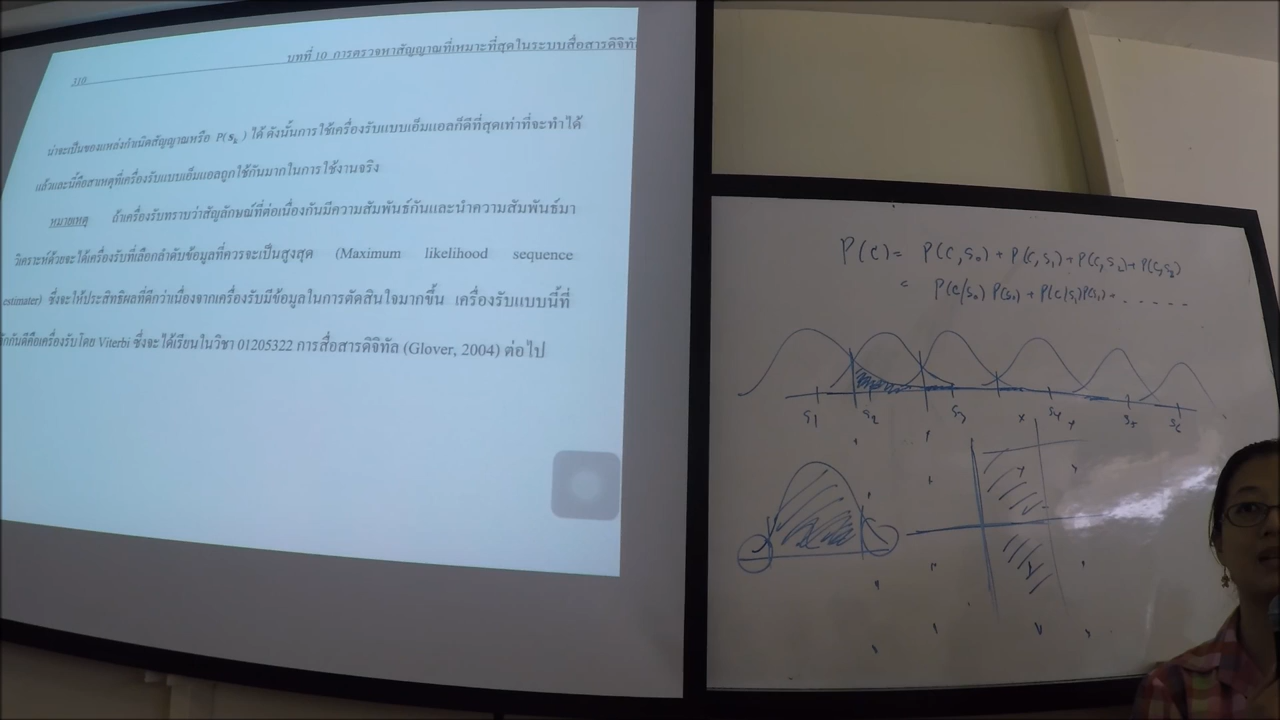 310
บทที่ 10 การตรวจหาสัญญาณที่เหมาะที่สุดในระบบสื่อสารดิจิทั
น่าจะเป็นของแหล่งกำเนิดสัญญาณหรือ P(sₖ) ได้ ดังนั้นการใช้เครื่องรับแบบเอ็มแอลก็ดีที่สุดเท่าที่จะทำได้
แล้วและนี้คือสาเหตุที่เครื่องรับแบบเอ็มแอลถูกใช้กันมากในการใช้งานจริง
หมายเหตุ ถ้าเครื่องรับทราบว่าสัญลักษณ์ที่ต่อเนื่องกันมีความสัมพันธ์กันและนำความสัมพันธ์มา
วิเคราะห์ด้วยจะได้เครื่องรับที่เลือกลำดับข้อมูลที่ควรจะเป็นสูงสุด (Maximum likelihood sequence
estimater) ซึ่งจะให้ประสิทธิผลที่ดีกว่าเนื่องจากเครื่องรับมีข้อมูลในการตัดสินใจมากขึ้น เครื่องรับแบบนี้ที่
ักกันดีคือเครื่องรับโดย Viterbi ซึ่งจะได้เรียนในวิชา 01205322 การสื่อสารดิจิทัล (Glover, 2004) ต่อไป
P(c) = P(c,s₀) + P(c,s₁) + P(c,s₂) + P(c,s₃)
= P(c/s₀) P(s₀) + P(c/s₁)P(s₁) + . . . . . .
s₁ s₂ s₃ s₄ s₅ s₆